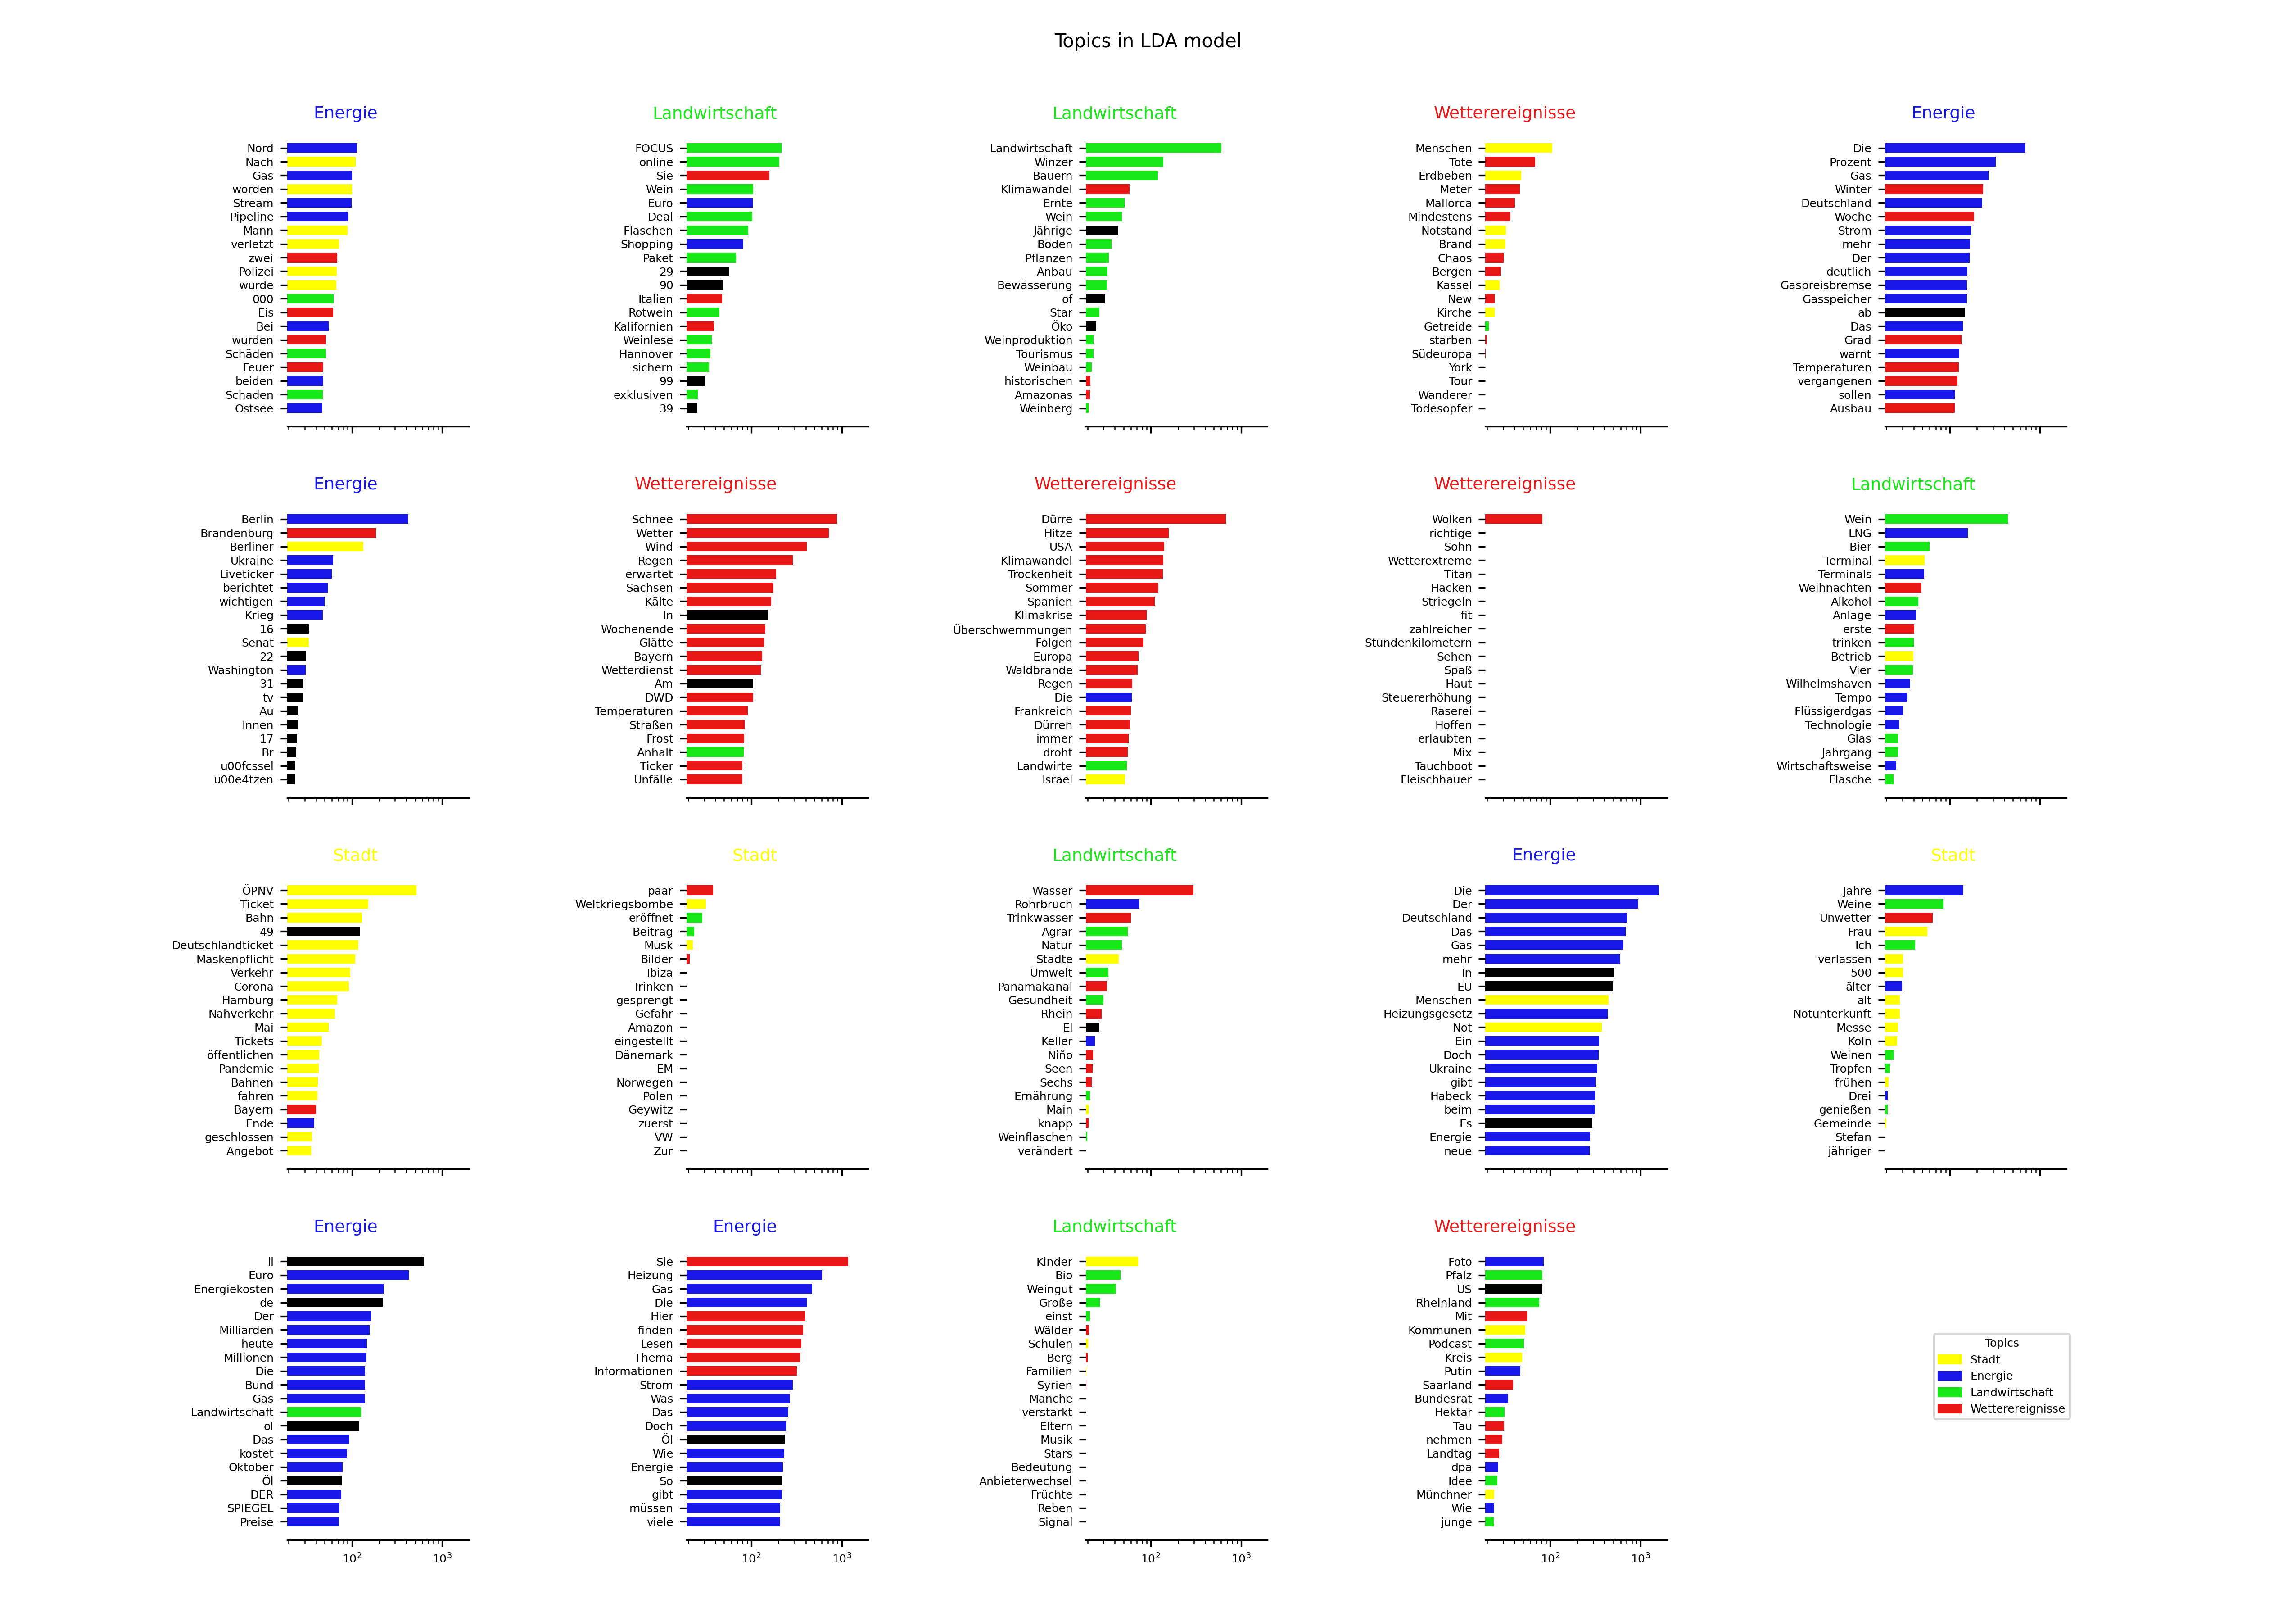 Topics in LDA model
Energie
Nord
Nach
Gas
worden
Stream
Pipeline
Mann
verletzt
zwei
Polizei
wurde
000
Eis
Bei
wurden
Schäden
Feuer
beiden
Schaden
Ostsee
Landwirtschaft
FOCUS
online
Sie
Wein
Euro
Deal
Flaschen
Shopping
Paket
29
90
Italien
Rotwein
Kalifornien
Weinlese
Hannover
sichern
99
exklusiven
39
Landwirtschaft
Landwirtschaft
Winzer
Bauern
Klimawandel
Ernte
Wein
Jährige
Böden
Pflanzen
Anbau
Bewässerung
of
Star
Öko
Weinproduktion
Tourismus
Weinbau
historischen
Amazonas
Weinberg
Wetterereignisse
Menschen
Tote
Erdbeben
Meter
Mallorca
Mindestens
Notstand
Brand
Chaos
Bergen
Kassel
New
Kirche
Getreide
starben
Südeuropa
York
Tour
Wanderer
Todesopfer
Energie
Die
Prozent
Gas
Winter
Deutschland
Woche
Strom
mehr
Der
deutlich
Gaspreisbremse
Gasspeicher
ab
Das
Grad
warnt
Temperaturen
vergangenen
sollen
Ausbau
Energie
Berlin
Brandenburg
Berliner
Ukraine
Liveticker
berichtet
wichtigen
Krieg
16
Senat
22
Washington
31
tv
Au
Innen
17
Br
u00fcssel
u00e4tzen
Wetterereignisse
Schnee
Wetter
Wind
Regen
erwartet
Sachsen
Kälte
In
Wochenende
Glätte
Bayern
Wetterdienst
Am
DWD
Temperaturen
Straßen
Frost
Anhalt
Ticker
Unfälle
Wetterereignisse
Dürre
Hitze
USA
Klimawandel
Trockenheit
Sommer
Spanien
Klimakrise
Überschwemmungen
Folgen
Europa
Waldbrände
Regen
Die
Frankreich
Dürren
immer
droht
Landwirte
Israel
Wetterereignisse
Wolken
richtige
Sohn
Wetterextreme
Titan
Hacken
Striegeln
fit
zahlreicher
Stundenkilometern
Sehen
Spaß
Haut
Steuererhöhung
Raserei
Hoffen
erlaubten
Mix
Tauchboot
Fleischhauer
Landwirtschaft
Wein
LNG
Bier
Terminal
Terminals
Weihnachten
Alkohol
Anlage
erste
trinken
Betrieb
Vier
Wilhelmshaven
Tempo
Flüssigerdgas
Technologie
Glas
Jahrgang
Wirtschaftsweise
Flasche
Stadt
ÖPNV
Ticket
Bahn
49
Deutschlandticket
Maskenpflicht
Verkehr
Corona
Hamburg
Nahverkehr
Mai
Tickets
öffentlichen
Pandemie
Bahnen
fahren
Bayern
Ende
geschlossen
Angebot
Stadt
paar
Weltkriegsbombe
eröffnet
Beitrag
Musk
Bilder
Ibiza
Trinken
gesprengt
Gefahr
Amazon
eingestellt
Dänemark
EM
Norwegen
Polen
Geywitz
zuerst
VW
Zur
Landwirtschaft
Wasser
Rohrbruch
Trinkwasser
Agrar
Natur
Städte
Umwelt
Panamakanal
Gesundheit
Rhein
El
Keller
Niño
Seen
Sechs
Ernährung
Main
knapp
Weinflaschen
verändert
Energie
Die
Der
Deutschland
Das
Gas
mehr
In
EU
Menschen
Heizungsgesetz
Not
Ein
Doch
Ukraine
gibt
Habeck
beim
Es
Energie
neue
Stadt
Jahre
Weine
Unwetter
Frau
Ich
verlassen
500
älter
alt
Notunterkunft
Messe
Köln
Weinen
Tropfen
frühen
Drei
genießen
Gemeinde
Stefan
jähriger
Energie
li
Euro
Energiekosten
de
Der
Milliarden
heute
Millionen
Die
Bund
Gas
Landwirtschaft
ol
Das
kostet
Oktober
Öl
DER
SPIEGEL
Preise
10² 10³
Energie
Sie
Heizung
Gas
Die
Hier
finden
Lesen
Thema
Informationen
Strom
Was
Das
Doch
Öl
Wie
Energie
So
gibt
müssen
viele
10² 10³
Landwirtschaft
Kinder
Bio
Weingut
Große
einst
Wälder
Schulen
Berg
Familien
Syrien
Manche
verstärkt
Eltern
Musik
Stars
Bedeutung
Anbieterwechsel
Früchte
Reben
Signal
10² 10³
Wetterereignisse
Foto
Pfalz
US
Rheinland
Mit
Kommunen
Podcast
Kreis
Putin
Saarland
Bundesrat
Hektar
Tau
nehmen
Landtag
dpa
Idee
Münchner
Wie
junge
10² 10³
Topics
Stadt
Energie
Landwirtschaft
Wetterereignisse